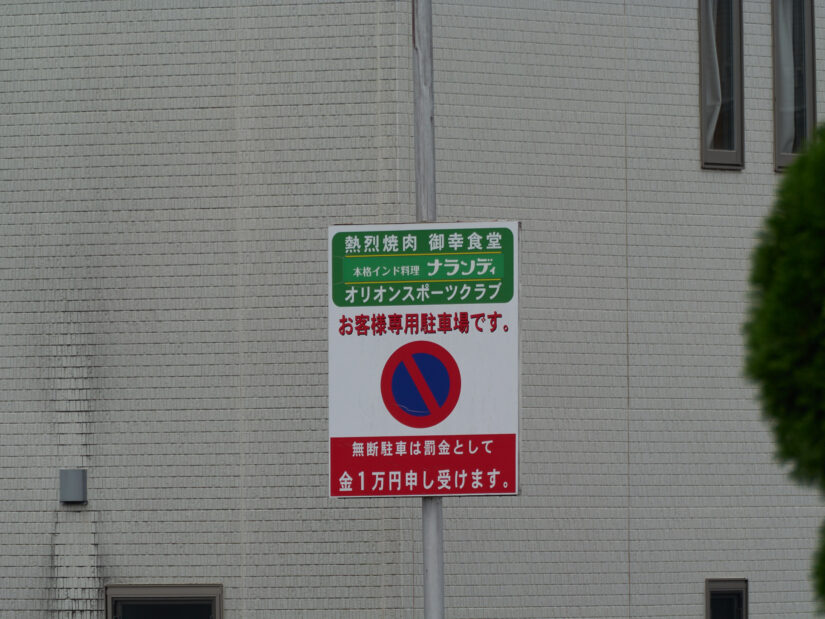 熱烈焼肉 御幸食堂
本格インド料理 ナランディ
オリオンスポーツクラブ
お客様専用駐車場です。
無断駐車は罰金として
金1万円申し受けます。